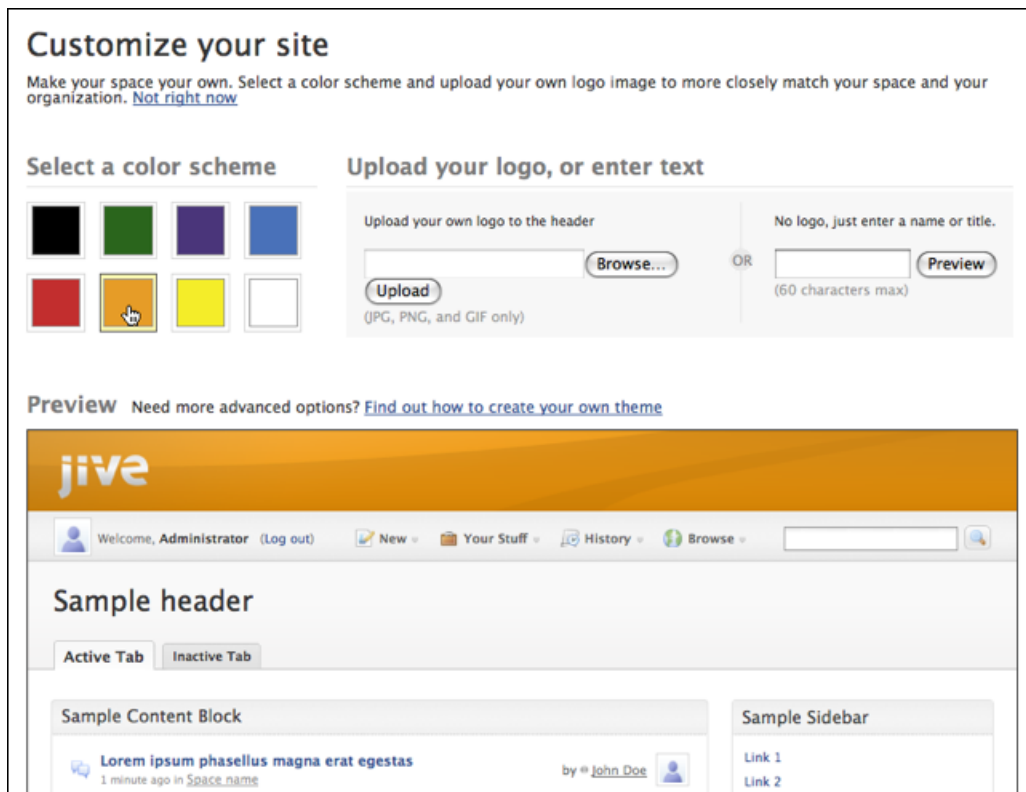 Customize your site
Make your space your own. Select a color scheme and upload your own logo image to more closely match your space and your
organization. Not right now
Select a color scheme
Upload your logo, or enter text
Upload your own logo to the header
Browse...
Upload
(JPG, PNG, and GIF only)
OR
No logo, just enter a name or title.
Preview
(60 characters max)
Preview Need more advanced options? Find out how to create your own theme
jive
Welcome, Administrator (Log out) New Your Stuff History Browse
Sample header
Active Tab Inactive Tab
Sample Content Block
Lorem ipsum phasellus magna erat egestas
1 minute ago in Space name
by John Doe
Sample Sidebar
Link 1
Link 2